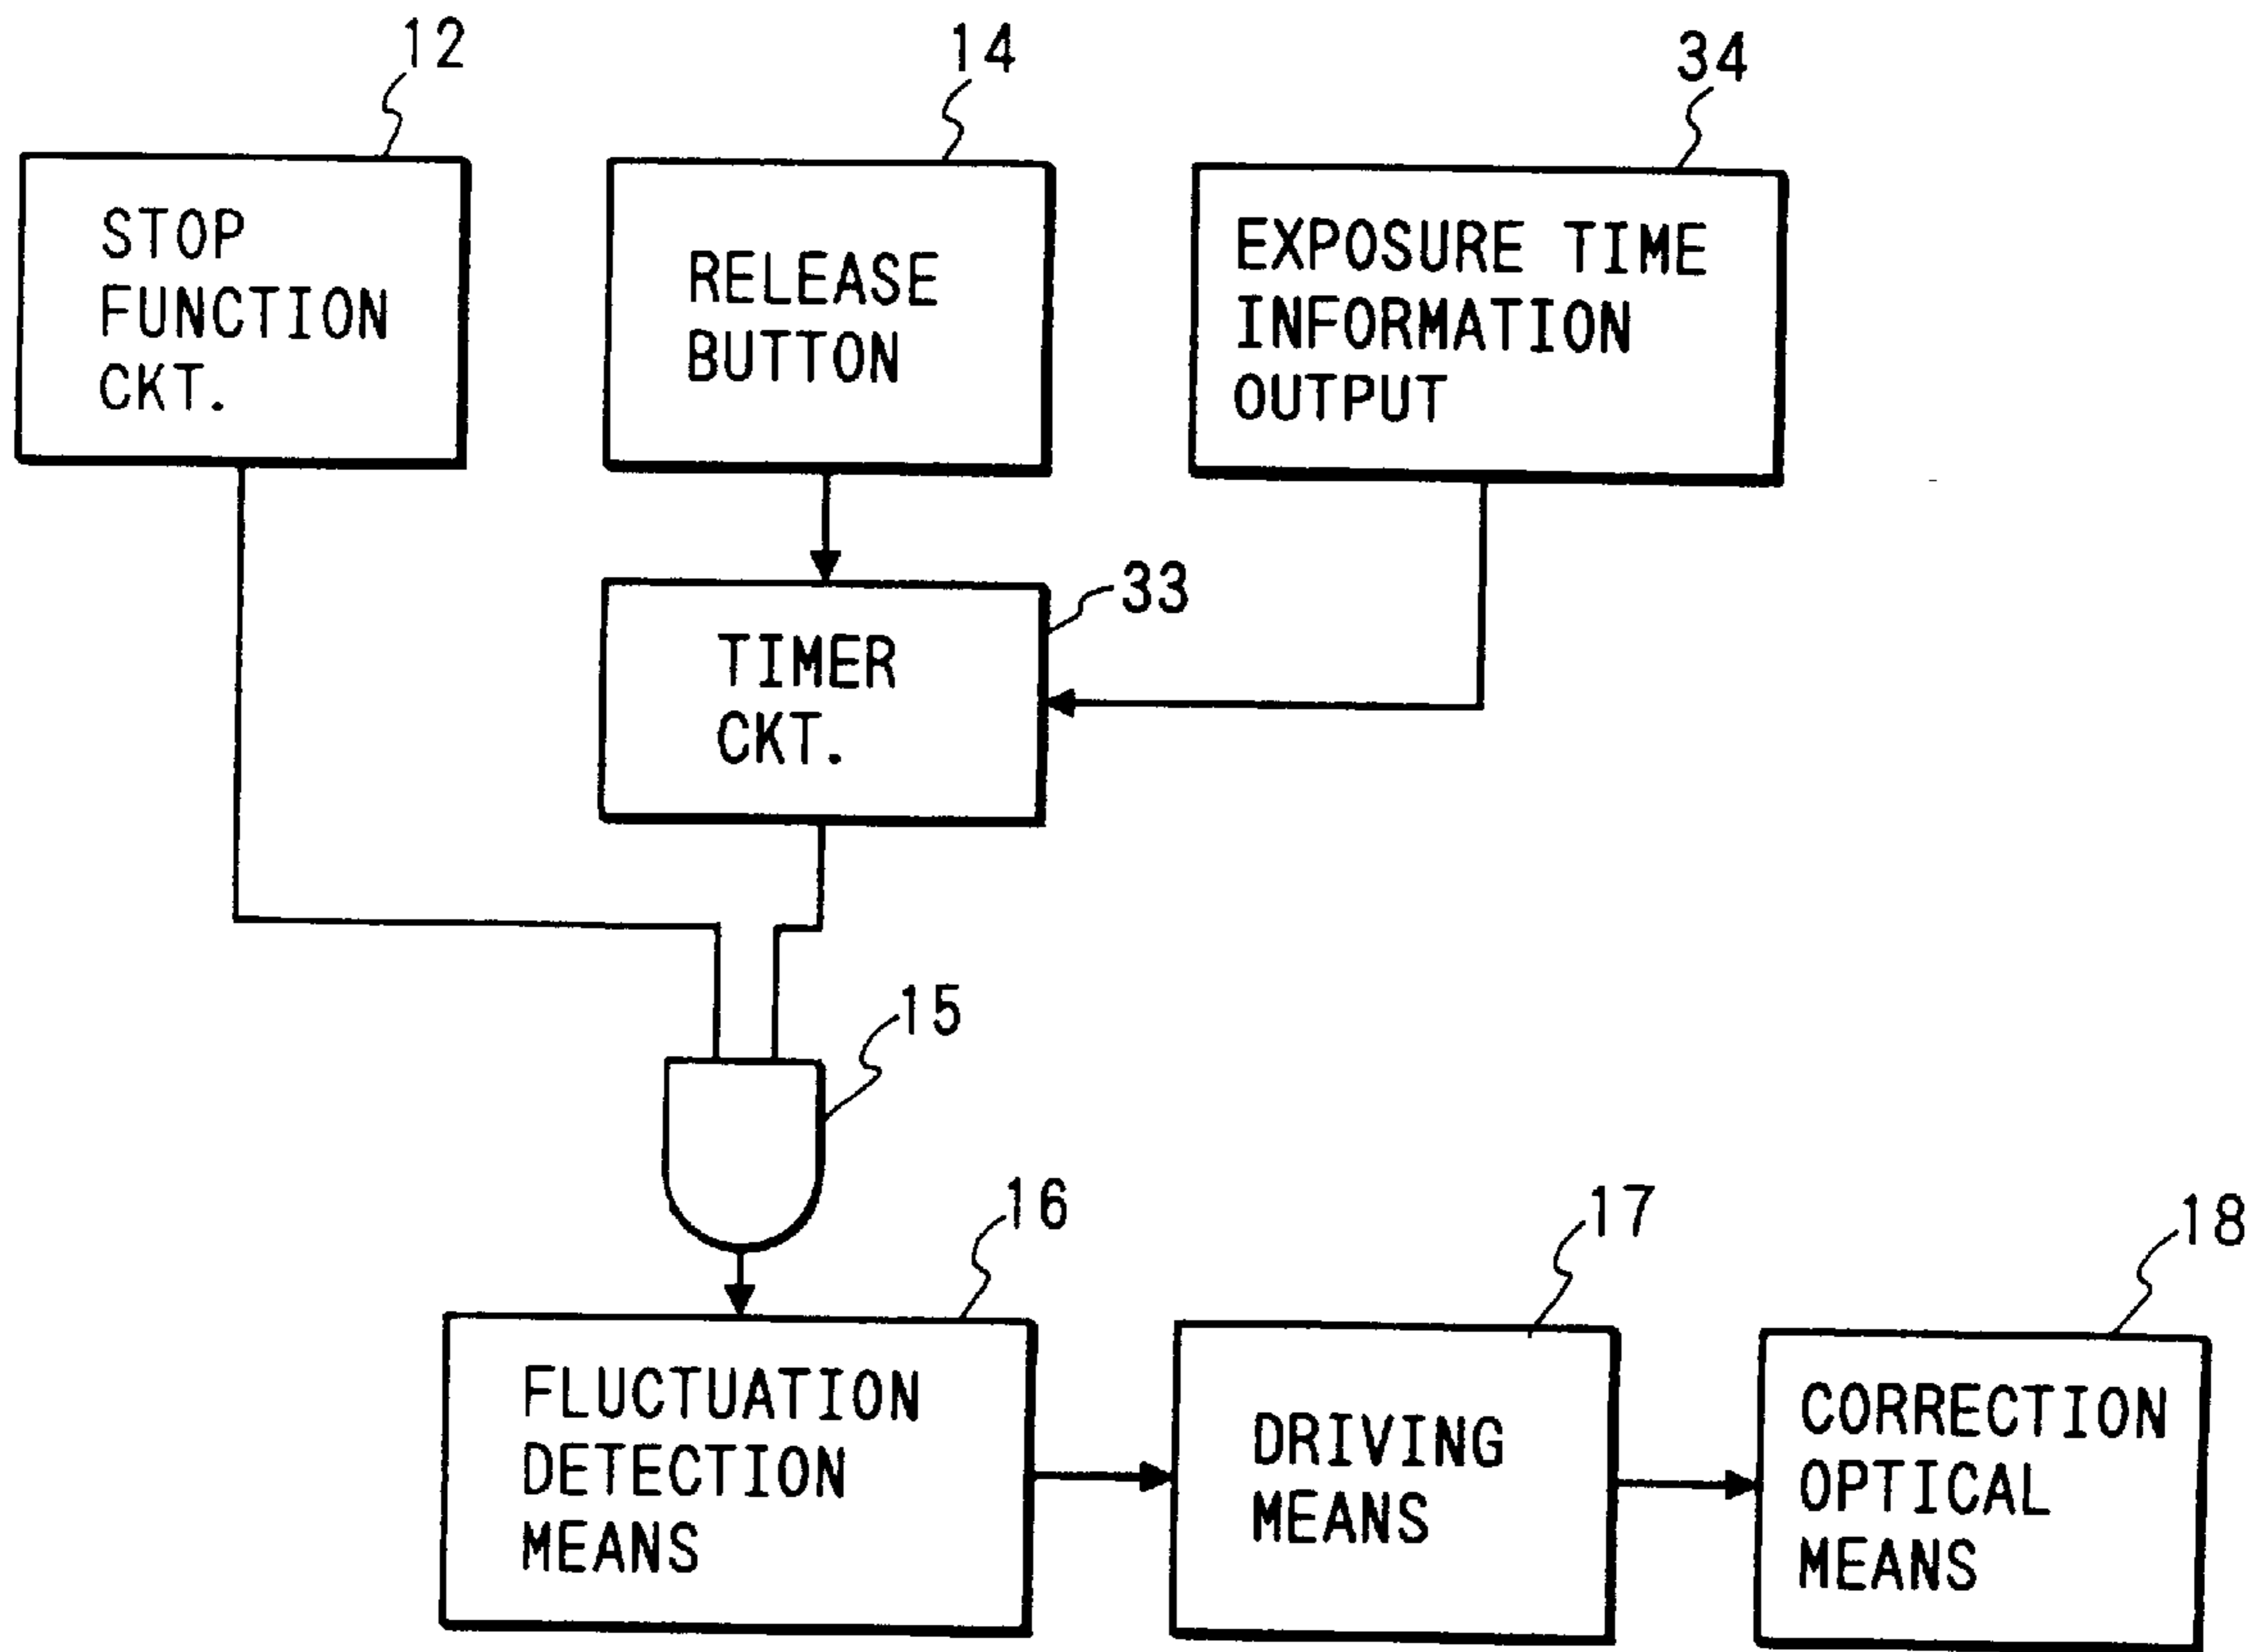 12
STOP
FUNCTION
CKT.
14
RELEASE
BUTTON
34
EXPOSURE TIME
INFORMATION
OUTPUT
33
TIMER
CKT.
15
16
FLUCTUATION
DETECTION
MEANS
17
DRIVING
MEANS
18
CORRECTION
OPTICAL
MEANS